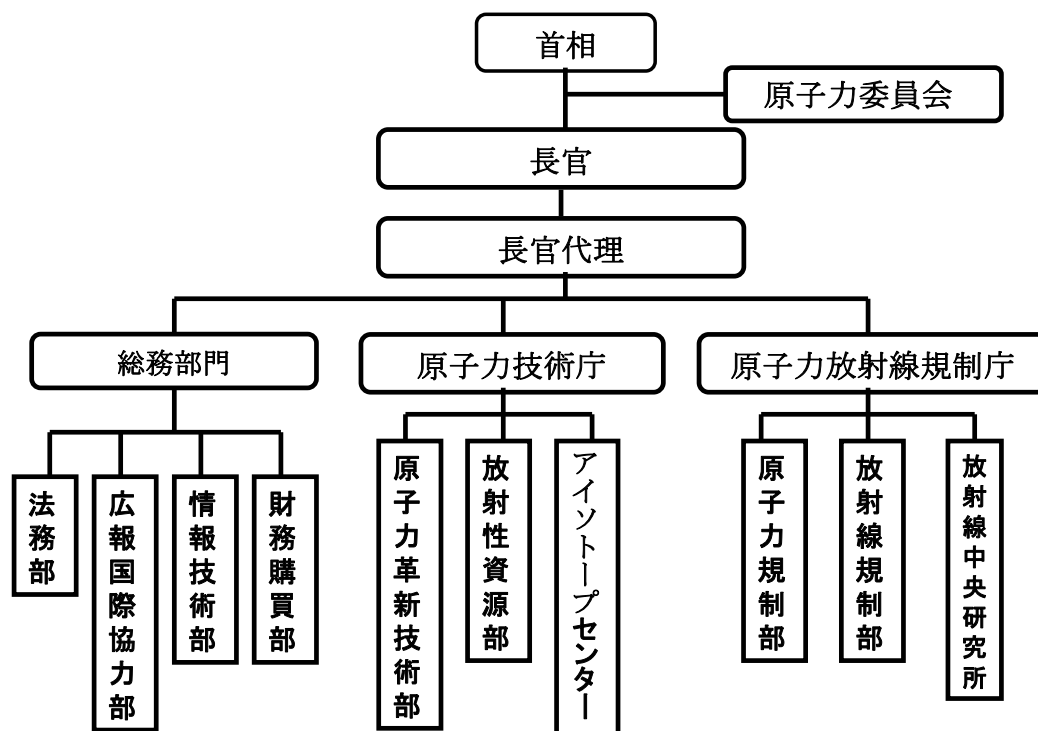 首相
原子力委員会
長官
長官代理
総務部門
原子力技術庁
原子力放射線規制庁
法務部
広報国際協力部
情報技術部
財務購買部
原子力革新技術部
放射性資源部
アイソトープセンター
原子力規制部
放射線規制部
放射線中央研究所